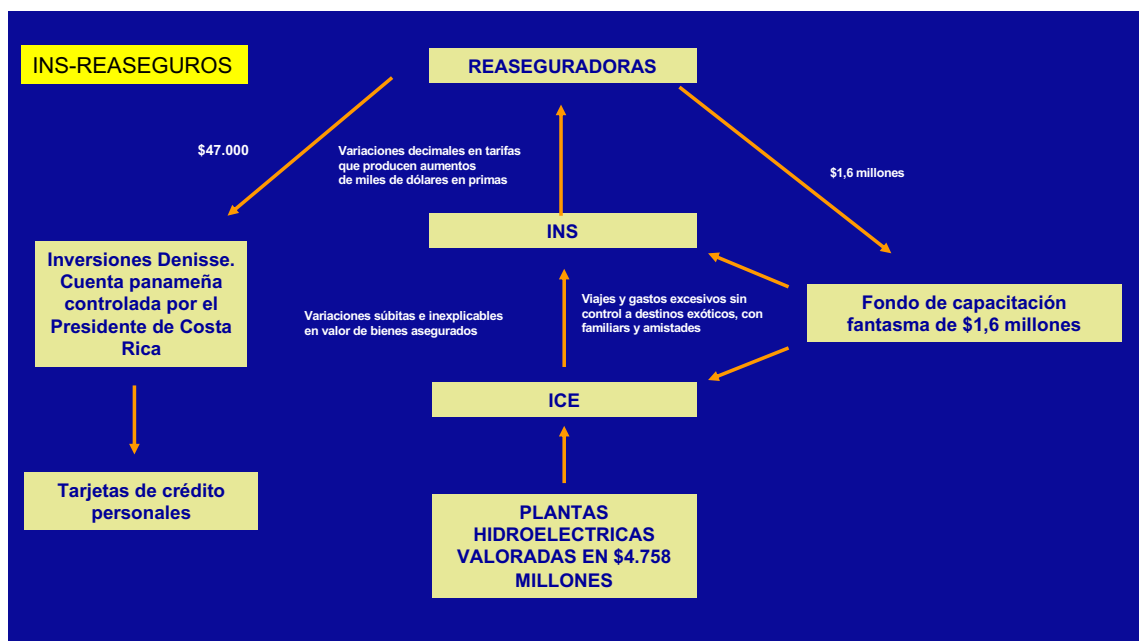 INS-REASEGUROS
REASEGURADORAS
$47.000
Variaciones decimales en tarifas
que producen aumentos
de miles de dólares en primas
$1,6 millones
INS
Inversiones Denisse.
Cuenta panameña
controlada por el
Presidente de Costa
Rica
Variaciones súbitas e inexplicables
en valor de bienes asegurados
Viajes y gastos excesivos sin
control a destinos exóticos, con
familiars y amistades
Fondo de capacitación
fantasma de $1,6 millones
ICE
Tarjetas de crédito
personales
PLANTAS
HIDROELECTRICAS
VALORADAS EN $4.758
MILLONES